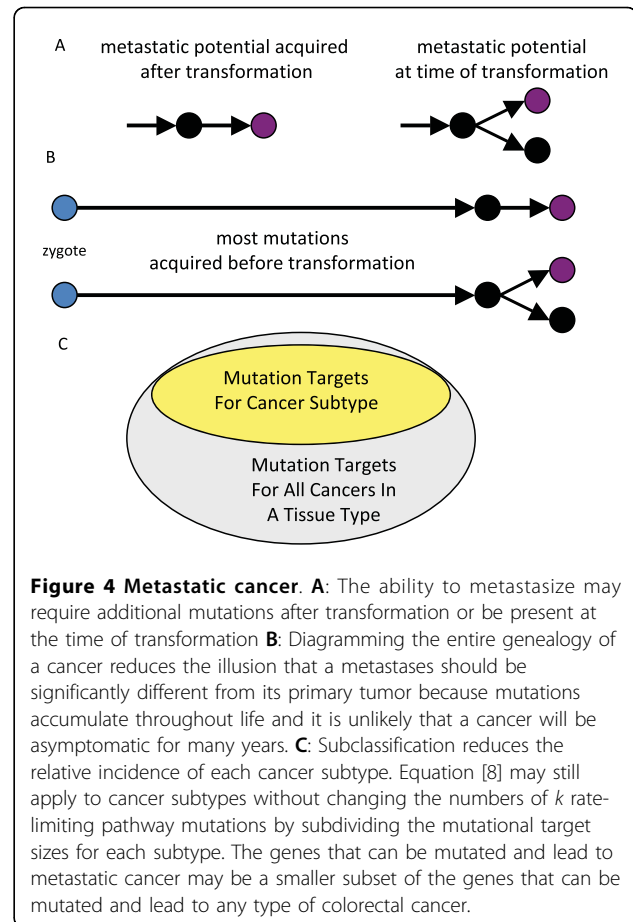 A
metastatic potential acquired
after transformation
metastatic potential
at time of transformation
B
zygote
most mutations
acquired before transformation
C
Mutation Targets
For Cancer Subtype
Mutation Targets
For All Cancers In
A Tissue Type
Figure 4 Metastatic cancer. A: The ability to metastasize may
require additional mutations after transformation or be present at
the time of transformation B: Diagramming the entire genealogy of
a cancer reduces the illusion that a metastases should be
significantly different from its primary tumor because mutations
accumulate throughout life and it is unlikely that a cancer will be
asymptomatic for many years. C: Subclassification reduces the
relative incidence of each cancer subtype. Equation [8] may still
apply to cancer subtypes without changing the numbers of k rate-
limiting pathway mutations by subdividing the mutational target
sizes for each subtype. The genes that can be mutated and lead to
metastatic cancer may be a smaller subset of the genes that can be
mutated and lead to any type of colorectal cancer.